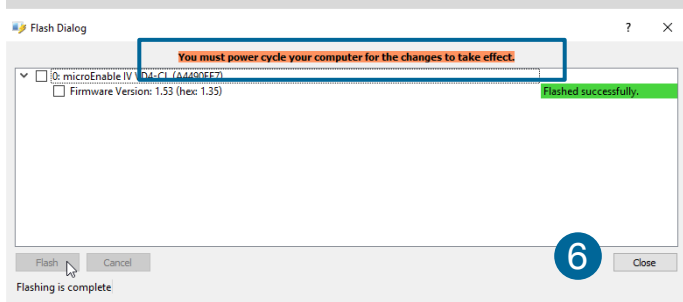 Flash Dialog ? ×
You must power cycle your computer for the changes to take effect.
0: microEnable IV VD4-CL (A4490FF7)
Firmware Version: 1.53 (hex: 1.35) Flashed successfully.
Flash Cancel 6 Close
Flashing is complete